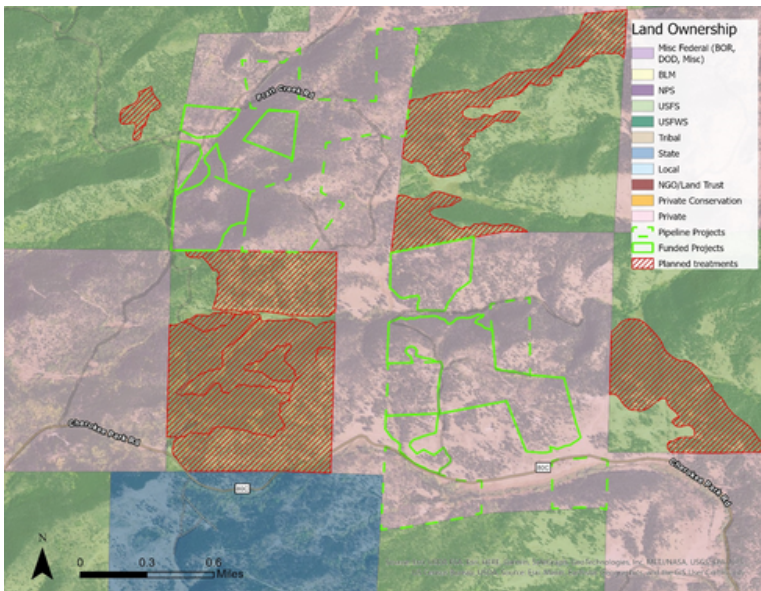 Land Ownership
Misc Federal (BOR,
DOD, Misc)
BLM
NPS
USFS
USFWS
Tribal
State
Local
NGO/Land Trust
Private Conservation
Private
Pipeline Projects
Funded Projects
Planned treatments
Prairie Creek Rd
Cherokee Park Rd
80C
80C
Cherokee Park Rd
N
0 0.3 0.6
Miles